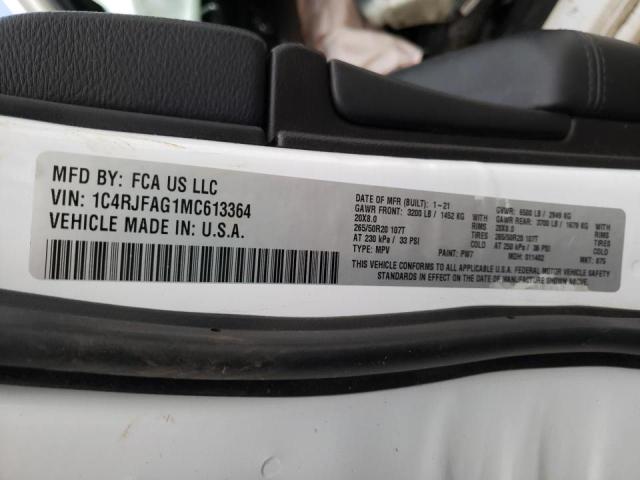 MFD BY: FCA US LLC
VIN: 1C4RJFAG1MC613364
VEHICLE MADE IN: U.S.A.
DATE OF MFR (BUILT): 1-21 GVWR: 6500 LB / 2949 KG
GAWR FRONT: 3200 LB / 1452 KG WITH GAWR REAR: 3700 LB / 1678 KG WITH
20X8.0 RIMS 20X8.0 RIMS
265/50R20 107T TIRES 265/50R20 107T TIRES
AT 230 kPa / 33 PSI COLD AT 250 kPa / 36 PSI COLD
TYPE: MPV PAINT: PW7 MDH: 011402 MKT: 875
THIS VEHICLE CONFORMS TO ALL APPLICABLE U.S.A. FEDERAL MOTOR VEHICLE SAFETY
STANDARDS IN EFFECT ON THE DATE OF MANUFACTURE SHOWN ABOVE.